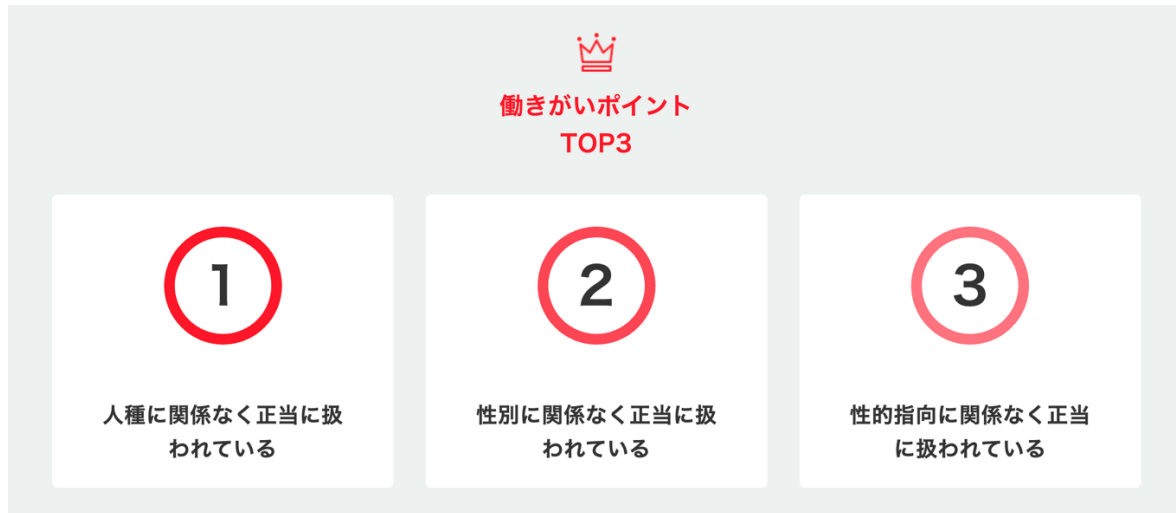 働きがいポイント
TOP3
1
人種に関係なく正当に扱
われている
2
性別に関係なく正当に扱
われている
3
性的指向に関係なく正当
に扱われている